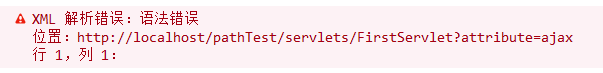 XML 解析错误：语法错误
位置：http://localhost/pathTest/servlets/FirstServlet?attribute=ajax
行 1，列 1：